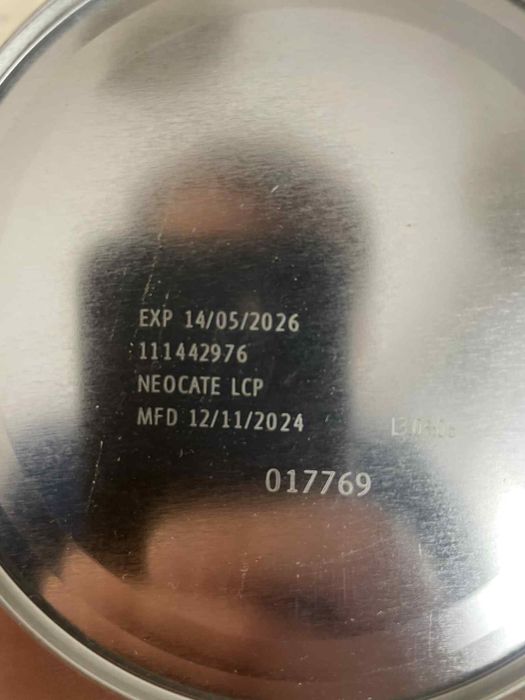 EXP 14/05/2026
111442976
NEOCATE LCP
MFD 12/11/2024
017769